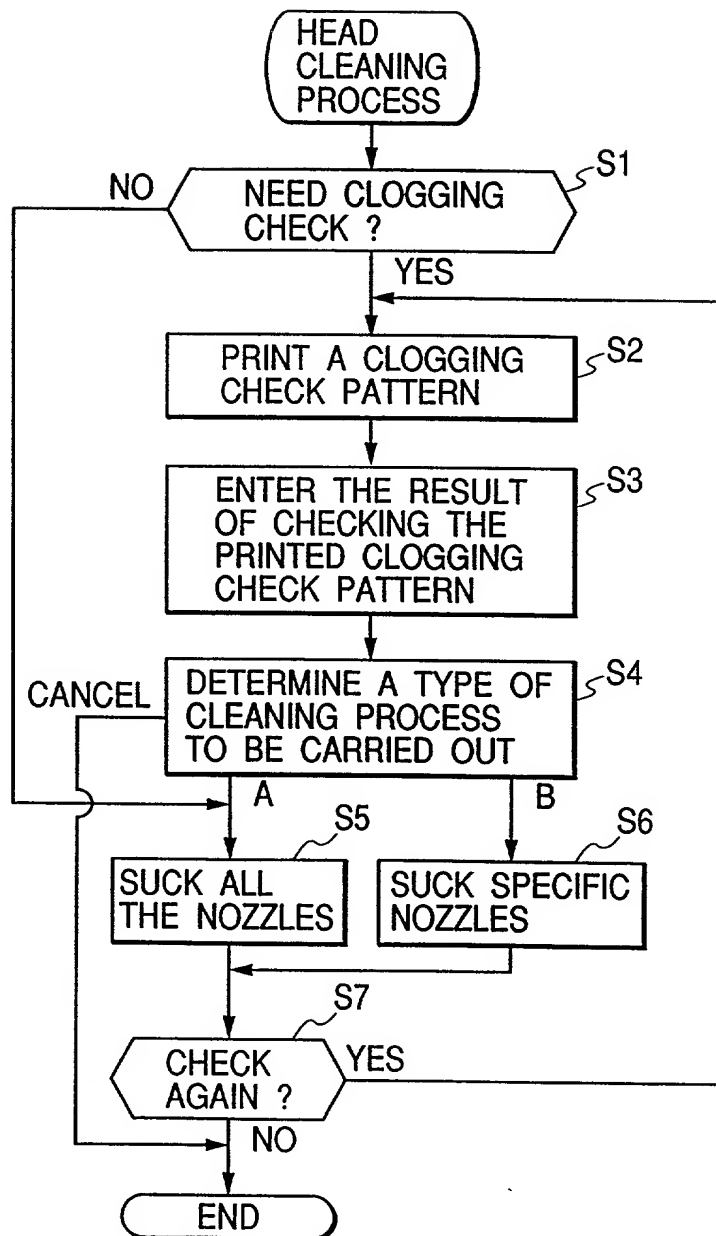 HEAD
CLEANING
PROCESS
S1
NO
NEED CLOGGING
CHECK ?
YES
S2
PRINT A CLOGGING
CHECK PATTERN
S3
ENTER THE RESULT
OF CHECKING THE
PRINTED CLOGGING
CHECK PATTERN
S4
CANCEL
DETERMINE A TYPE OF
CLEANING PROCESS
TO BE CARRIED OUT
A
B
S5
S6
SUCK ALL
THE NOZZLES
SUCK SPECIFIC
NOZZLES
S7
CHECK
AGAIN ?
YES
NO
END